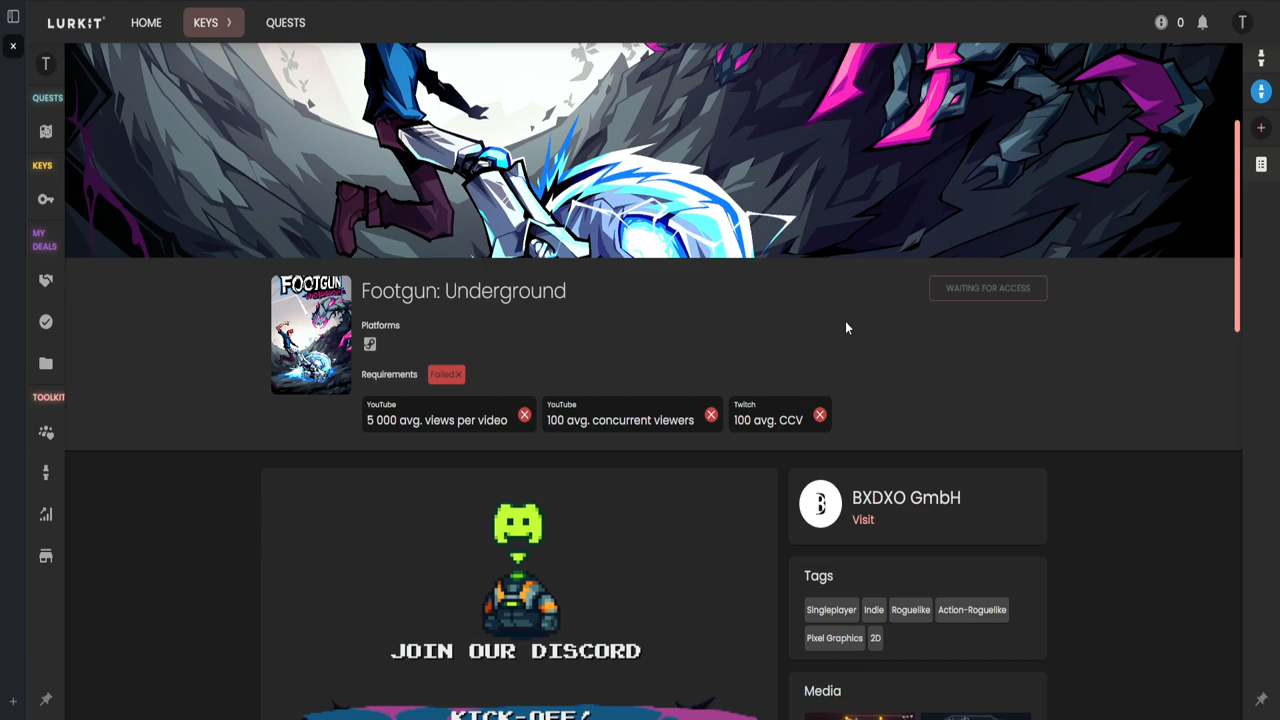 LURKIT
HOME
KEYS
QUESTS
0
T
T
QUESTS
KEYS
MY
DEALS
TOOLKIT
FOOTGUN
Footgun: Underground
WAITING FOR ACCESS
Platforms
Requirements
Failed
YouTube
5 000 avg. views per video
YouTube
100 avg. concurrent viewers
Twitch
100 avg. CCV
JOIN OUR DISCORD
KICK-OFF!
B
BXDXO GmbH
Visit
Tags
Singleplayer
Indie
Roguelike
Action-Roguelike
Pixel Graphics
2D
Media